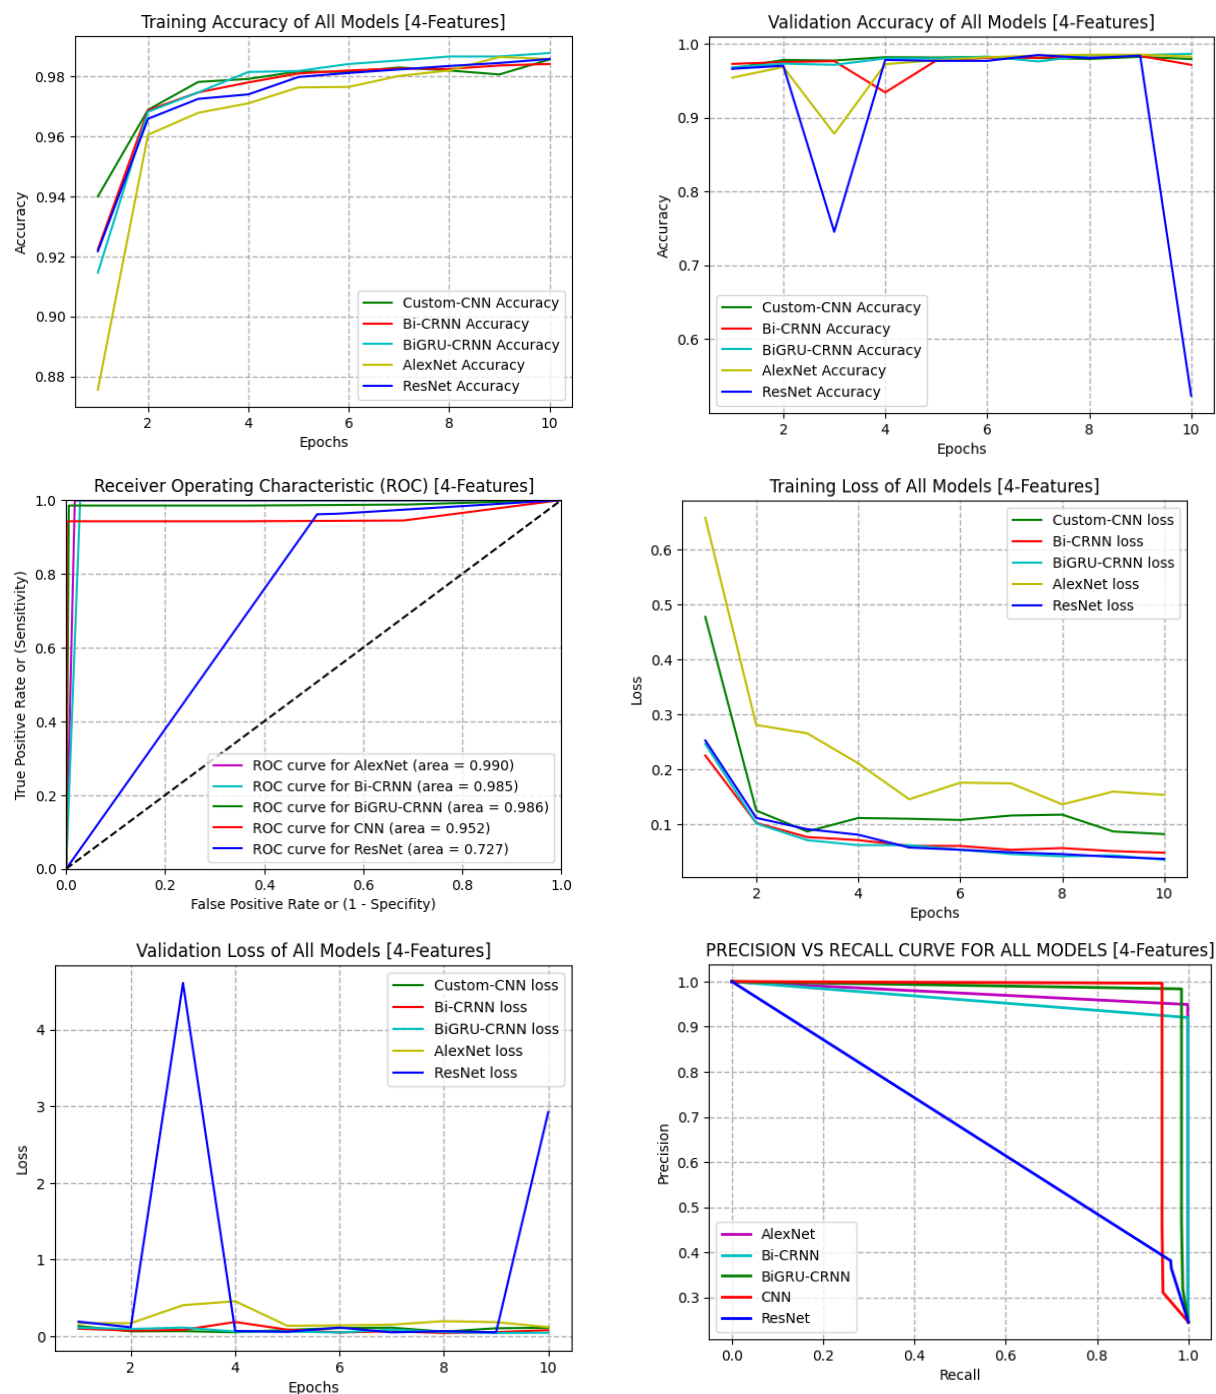 Training Accuracy of All Models [4-Features]
0.98
0.96
0.94
0.92
0.90
0.88
Accuracy
Custom-CNN Accuracy
Bi-CRNN Accuracy
BiGRU-CRNN Accuracy
AlexNet Accuracy
ResNet Accuracy
2
4
6
8
10
Epochs
Validation Accuracy of All Models [4-Features]
1.0
0.9
0.8
0.7
0.6
Accuracy
Custom-CNN Accuracy
Bi-CRNN Accuracy
BiGRU-CRNN Accuracy
AlexNet Accuracy
ResNet Accuracy
2
4
6
8
10
Epochs
Receiver Operating Characteristic (ROC) [4-Features]
1.0
0.8
0.6
0.4
0.2
0.0
True Positive Rate or (Sensitivity)
ROC curve for AlexNet (area = 0.990)
ROC curve for Bi-CRNN (area = 0.985)
ROC curve for BiGRU-CRNN (area = 0.986)
ROC curve for CNN (area = 0.952)
ROC curve for ResNet (area = 0.727)
0.0
0.2
0.4
0.6
0.8
1.0
False Positive Rate or (1 - Specifity)
Training Loss of All Models [4-Features]
0.6
0.5
0.4
0.3
0.2
0.1
Loss
Custom-CNN loss
Bi-CRNN loss
BiGRU-CRNN loss
AlexNet loss
ResNet loss
2
4
6
8
10
Epochs
Validation Loss of All Models [4-Features]
4
3
2
1
0
Loss
Custom-CNN loss
Bi-CRNN loss
BiGRU-CRNN loss
AlexNet loss
ResNet loss
2
4
6
8
10
Epochs
PRECISION VS RECALL CURVE FOR ALL MODELS [4-Features]
1.0
0.9
0.8
0.7
0.6
0.5
0.4
0.3
Precision
AlexNet
Bi-CRNN
BiGRU-CRNN
CNN
ResNet
0.0
0.2
0.4
0.6
0.8
1.0
Recall